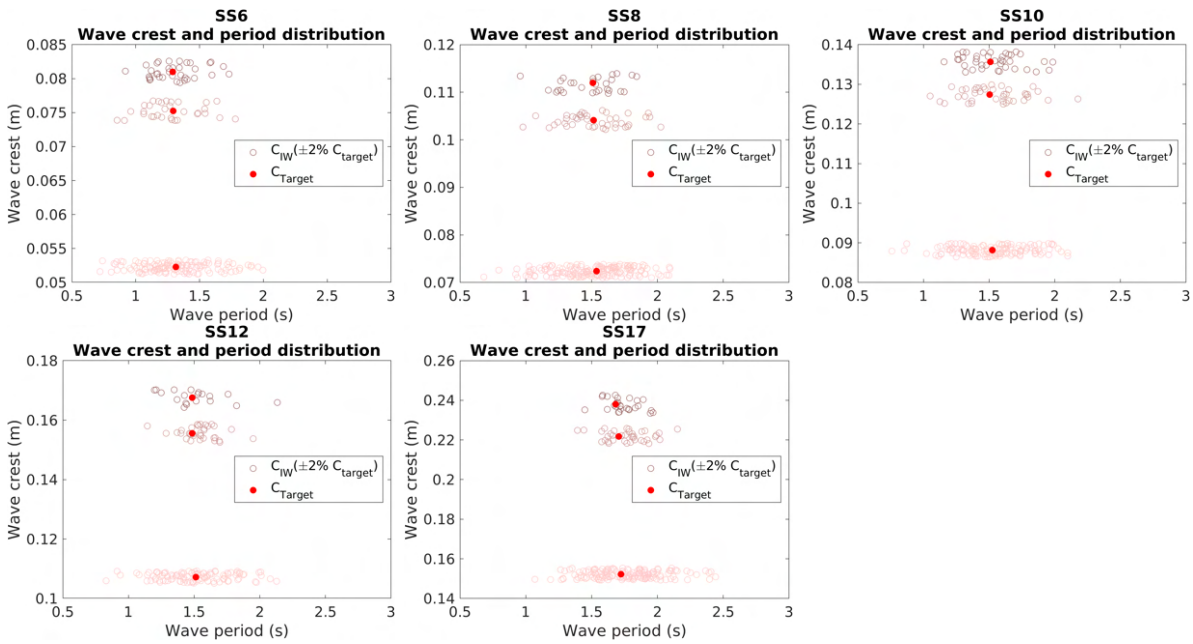 SS6
Wave crest and period distribution
0.085
0.08
0.075
0.07
0.065
0.06
0.055
0.05
0.5 1 1.5 2 2.5 3
Wave crest (m)
Wave period (s)
C_IW(±2% C_target)
C_Target
SS8
Wave crest and period distribution
0.12
0.11
0.1
0.09
0.08
0.07
0.5 1 1.5 2 2.5 3
Wave crest (m)
Wave period (s)
C_IW(±2% C_target)
C_Target
SS10
Wave crest and period distribution
0.14
0.13
0.12
0.11
0.1
0.09
0.08
0.5 1 1.5 2 2.5 3
Wave crest (m)
Wave period (s)
C_IW(±2% C_target)
C_Target
SS12
Wave crest and period distribution
0.18
0.16
0.14
0.12
0.1
0.5 1 1.5 2 2.5 3
Wave crest (m)
Wave period (s)
C_IW(±2% C_target)
C_Target
SS17
Wave crest and period distribution
0.26
0.24
0.22
0.2
0.18
0.16
0.14
0.5 1 1.5 2 2.5 3
Wave crest (m)
Wave period (s)
C_IW(±2% C_target)
C_Target